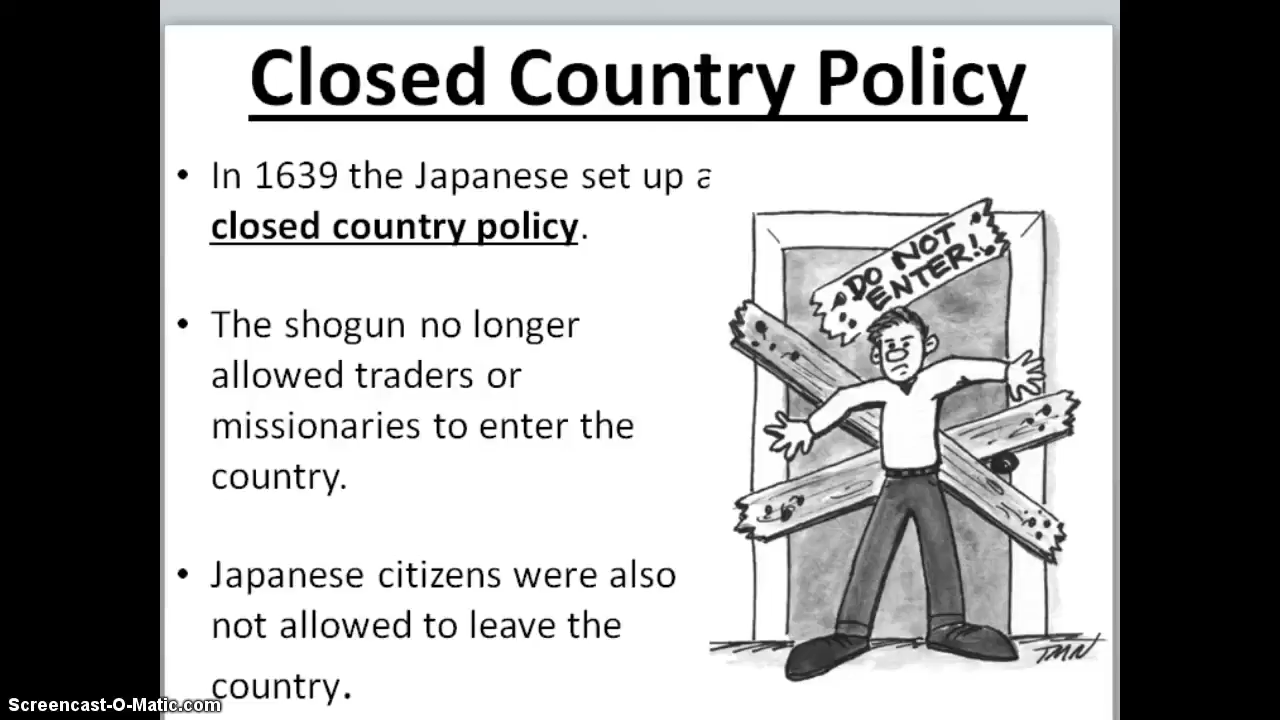 Closed Country Policy
• In 1639 the Japanese set up a
closed country policy.
• The shogun no longer
allowed traders or
missionaries to enter the
country.
• Japanese citizens were also
not allowed to leave the
country.
DO NOT
ENTER!
TMN
Screencast-O-Matic.com